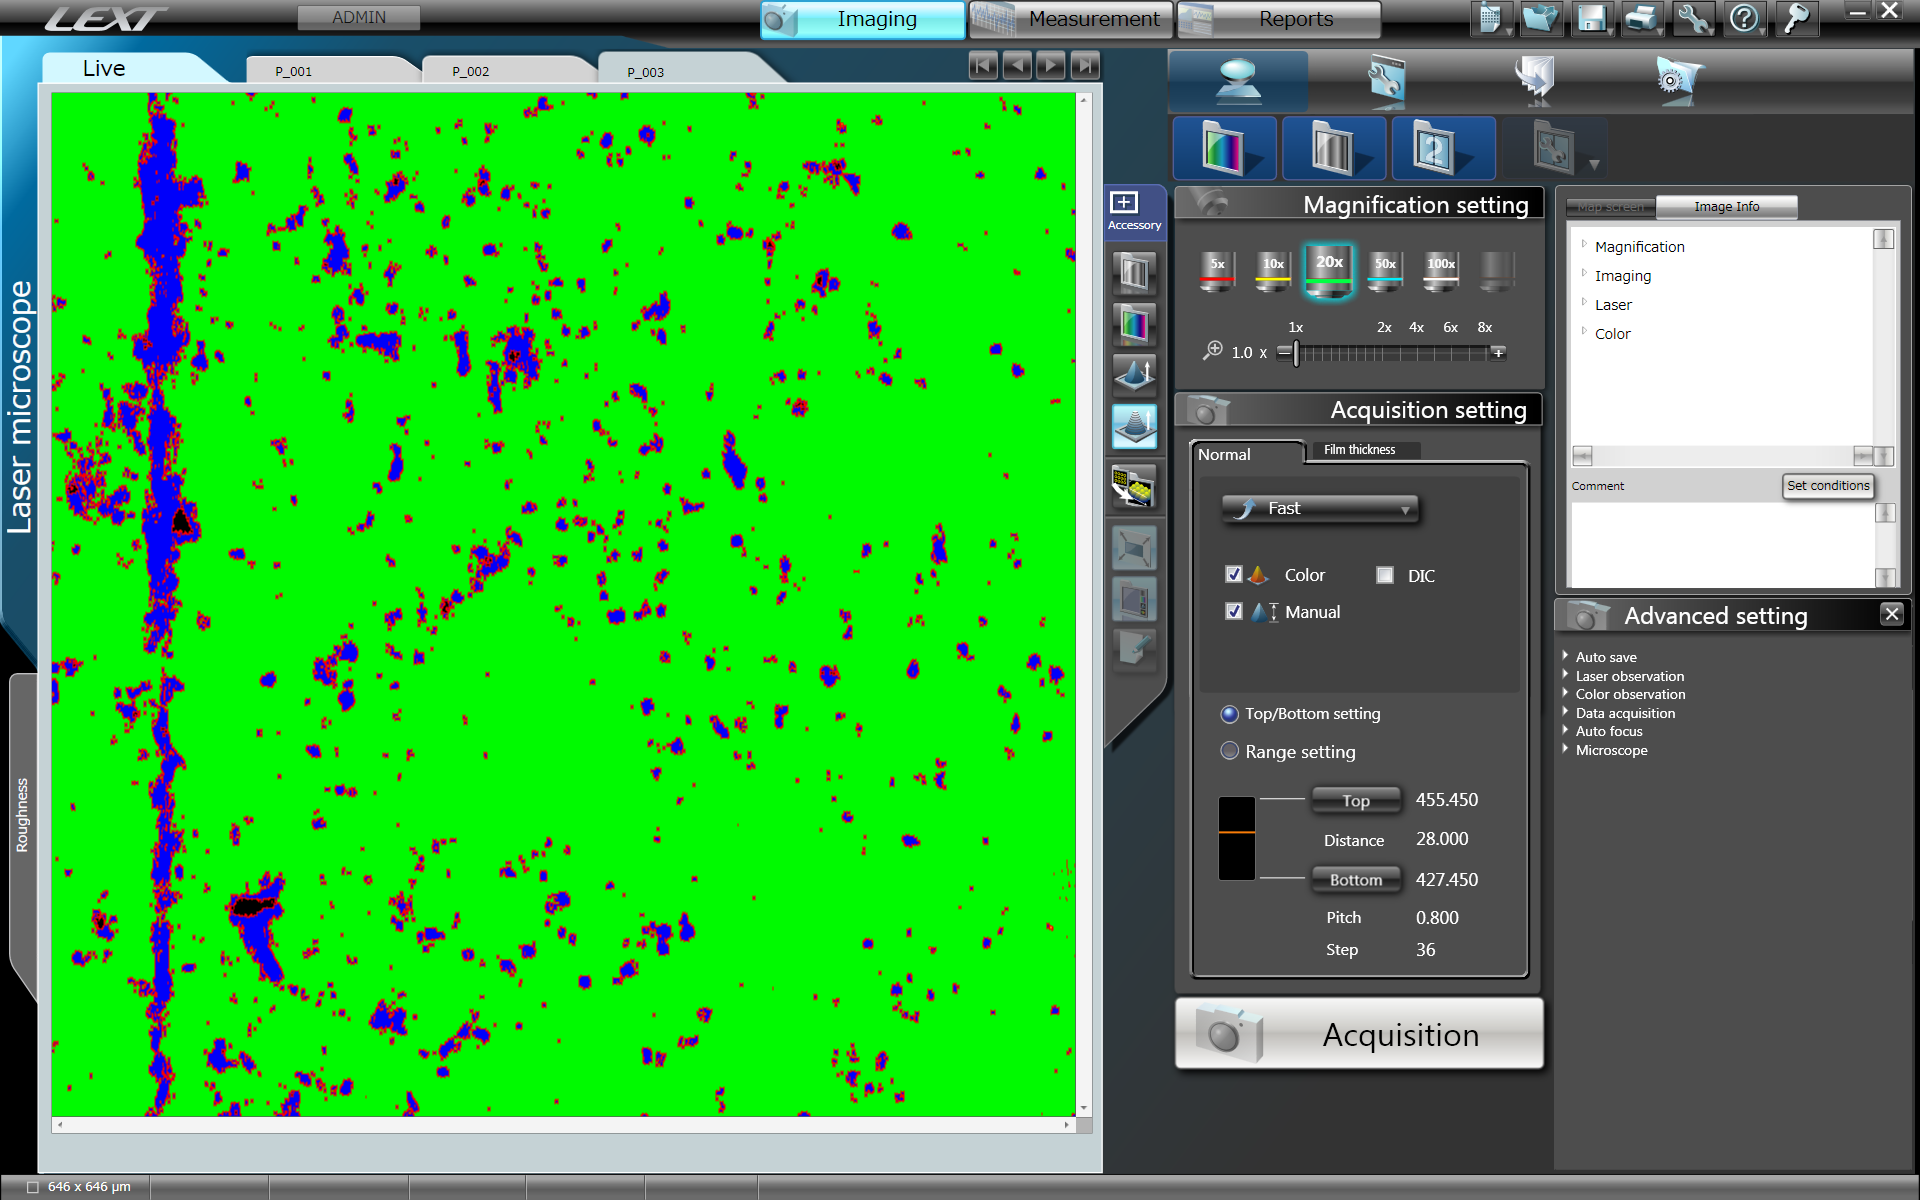 LEXT
ADMIN
Imaging
Measurement
Reports
Live
P_001
P_002
P_003
Laser microscope
Roughness
Accessory
2
Magnification setting
5x
10x
20x
50x
100x
1x
2x
4x
6x
8x
1.0 x
Acquisition setting
Normal
Film thickness
Fast
Color
DIC
Manual
Top/Bottom setting
Range setting
Top
455.450
Distance
28.000
Bottom
427.450
Pitch
0.800
Step
36
Acquisition
Map screen
Image Info
Magnification
Imaging
Laser
Color
Comment
Set conditions
Advanced setting
Auto save
Laser observation
Color observation
Data acquisition
Auto focus
Microscope
646 x 646 µm